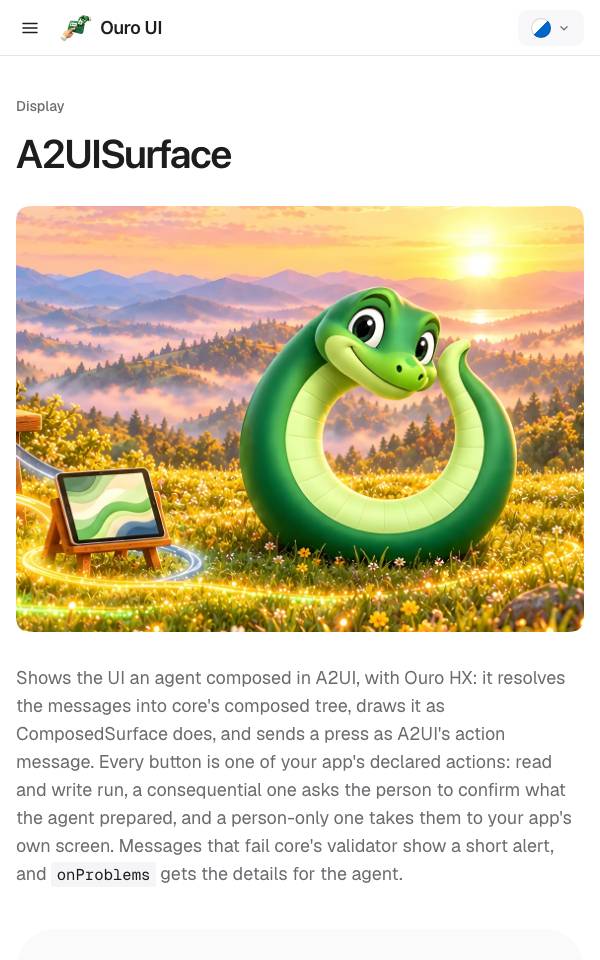 Ouro UI
Display
A2UISurface
Shows the UI an agent composed in A2UI, with Ouro HX: it resolves
the messages into core's composed tree, draws it as
ComposedSurface does, and sends a press as A2UI's action
message. Every button is one of your app's declared actions: read
and write run, a consequential one asks the person to confirm what
the agent prepared, and a person-only one takes them to your app's
own screen. Messages that fail core's validator show a short alert,
and onProblems gets the details for the agent.